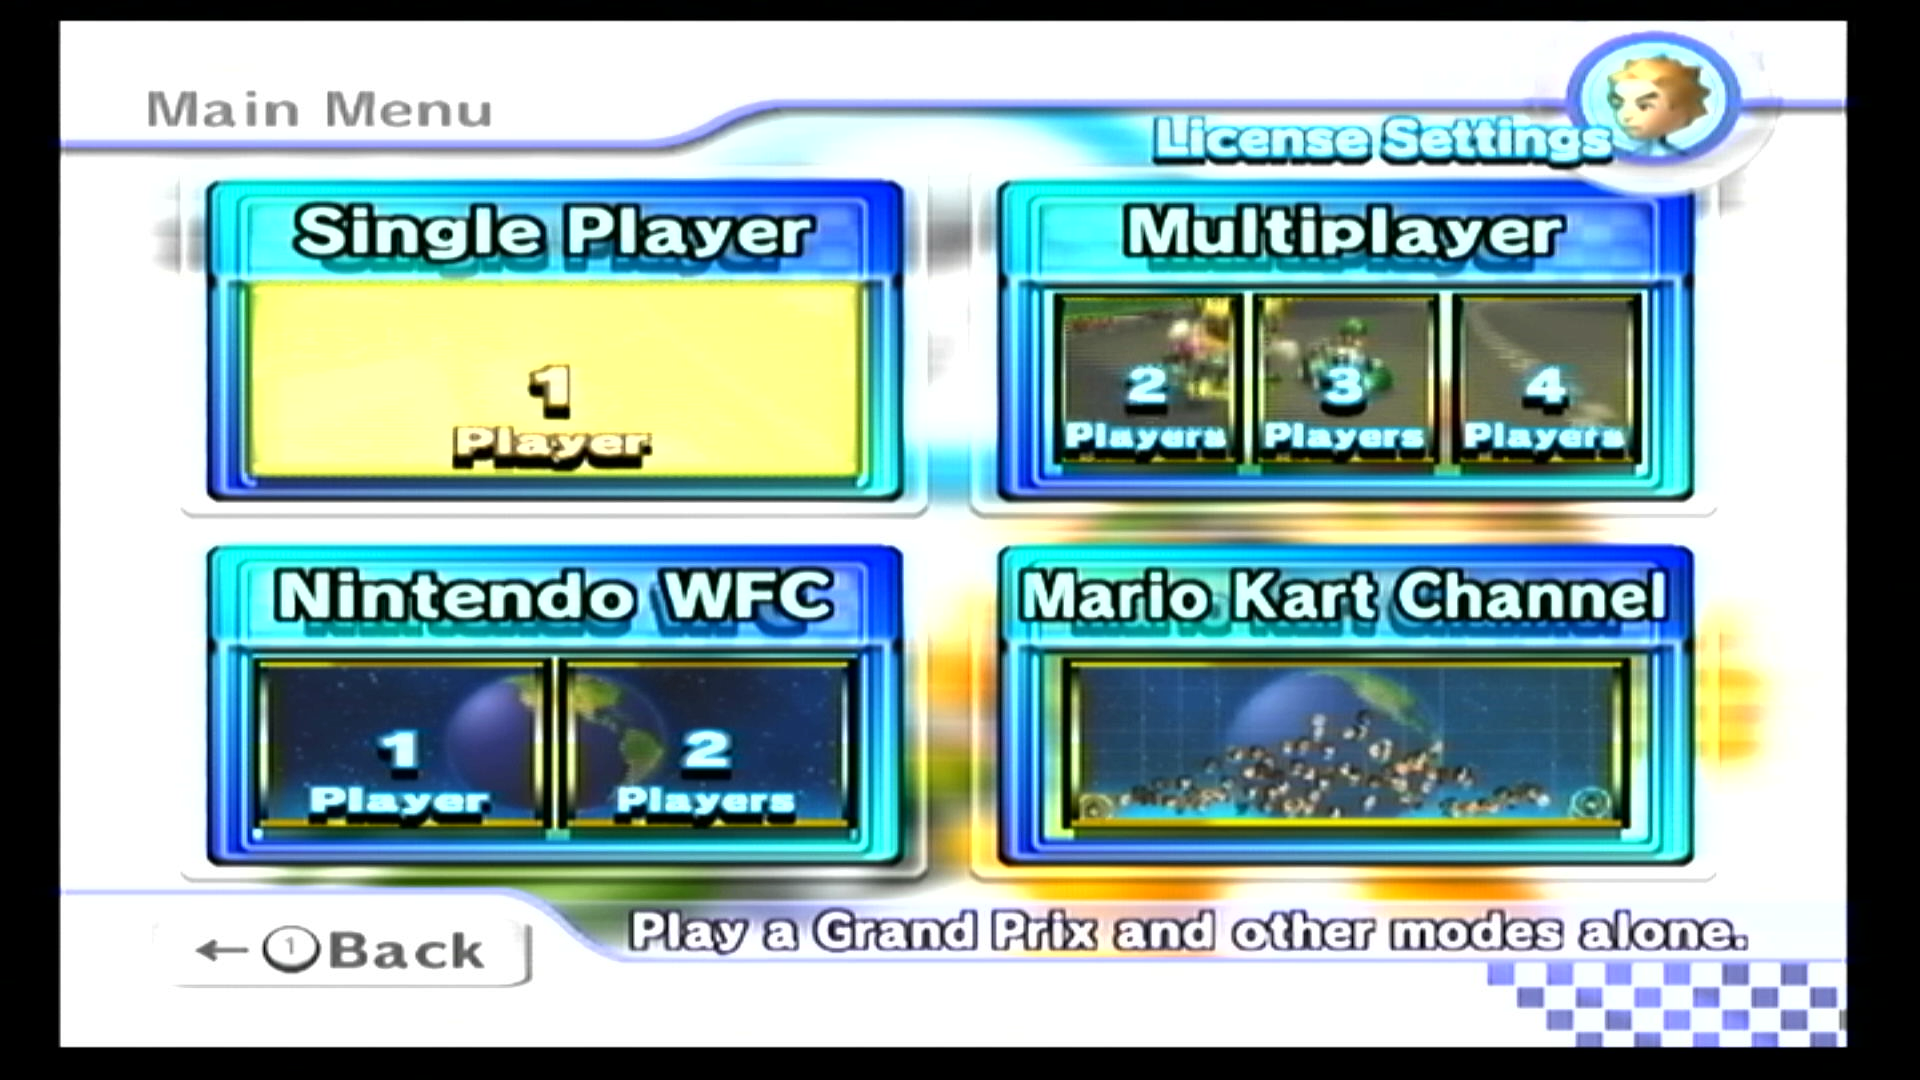 Main Menu
License Settings
Single Player
1
Player
Multiplayer
2
Players
3
Players
4
Players
Nintendo WFC
1
Player
2
Players
Mario Kart Channel
← 1 Back
Play a Grand Prix and other modes alone.